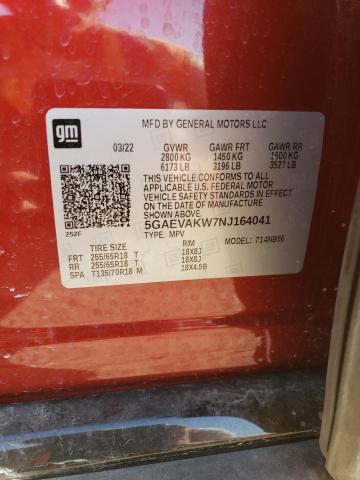 gm
MFD BY GENERAL MOTORS LLC
03/22 GVWR GAWR FRT GAWR RR
2800 KG 1450 KG 1600 KG
6173 LB 3196 LB 3527 LB
THIS VEHICLE CONFORMS TO ALL
APPLICABLE U.S. FEDERAL MOTOR
VEHICLE SAFETY STANDARDS IN EFFECT
ON THE DATE OF MANUFACTURE
SHOWN ABOVE.
5GAEVAKW7NJ164041
TYPE: MPV MODEL: 714NB56
252F
TIRE SIZE RIM
FRT 255/65R18 T 18X8J
RR 255/65R18 T 18X8J
SP T135/70R18 M 18X4.5B